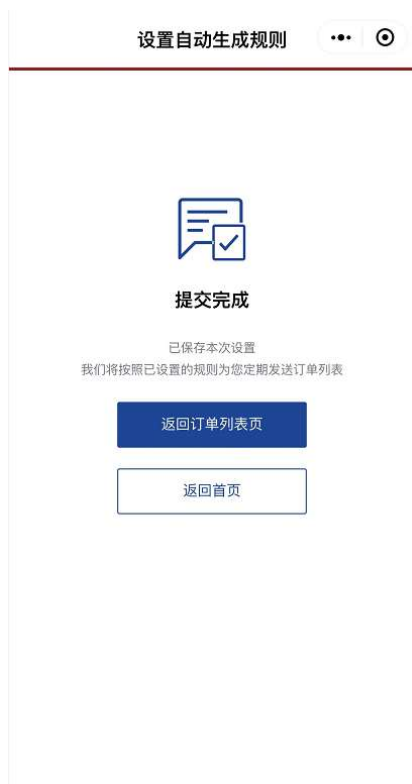 设置自动生成规则
提交完成
已保存本次设置
我们将按照已设置的规则为您定期发送订单列表
返回订单列表页
返回首页